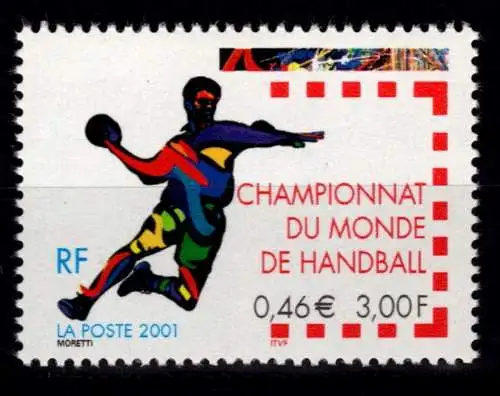 CHAMPIONNAT
DU MONDE
DE HANDBALL
RF
0,46€ 3,00F
LA POSTE 2001
MORETTI
ITVF